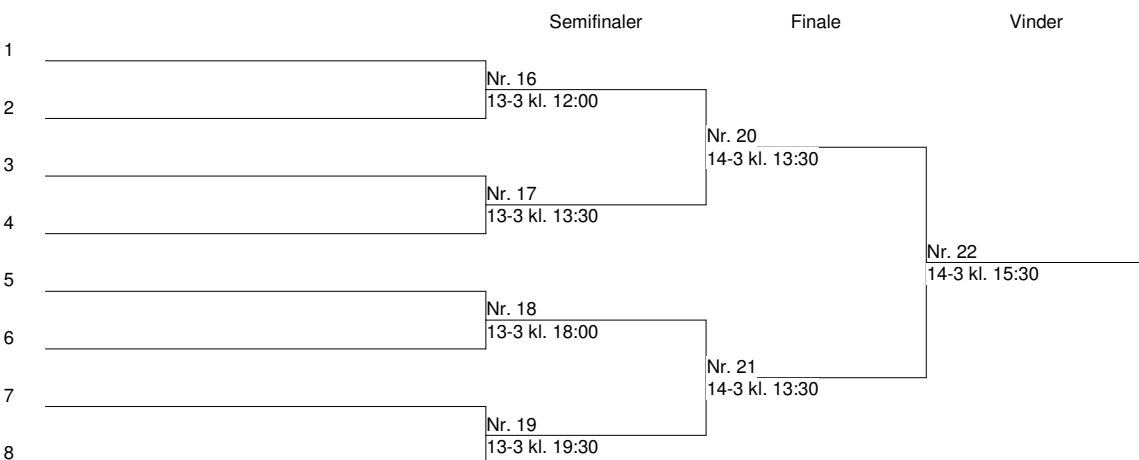 Semifinaler Finale Vinder
1
Nr. 16
13-3 kl. 12:00
2
Nr. 20
14-3 kl. 13:30
3
Nr. 17
13-3 kl. 13:30
4
Nr. 22
14-3 kl. 15:30
5
Nr. 18
13-3 kl. 18:00
6
Nr. 21
14-3 kl. 13:30
7
Nr. 19
13-3 kl. 19:30
8